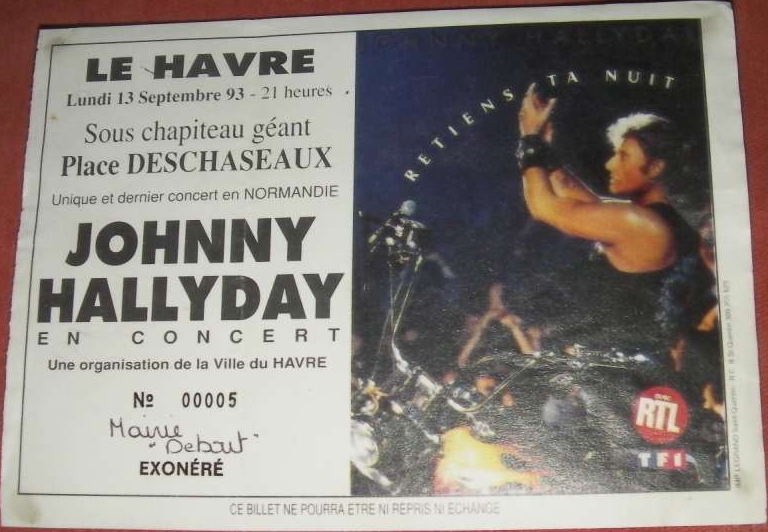 LE HAVRE
Lundi 13 Septembre 93 - 21 heures
Sous chapiteau géant
Place DESCHASEAUX
Unique et dernier concert en NORMANDIE
JOHNNY
HALLYDAY
EN CONCERT
Une organisation de la Ville du HAVRE
Nº 00005
Mairie
"Debout"
EXONÉRÉ
CE BILLET NE POURRA ETRE NI REPRIS NI ECHANGE
JOHNNY HALLYDAY
RETIENS TA NUIT
RTL
TF1